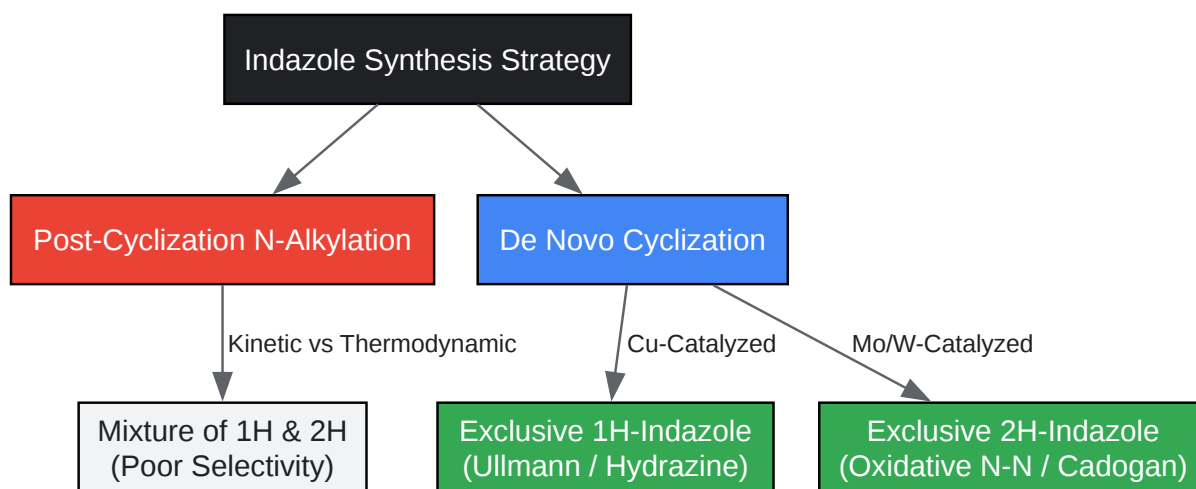 Indazole Synthesis Strategy
Post-Cyclization N-Alkylation
De Novo Cyclization
Kinetic vs Thermodynamic
Cu-Catalyzed
Mo/W-Catalyzed
Mixture of 1H & 2H
(Poor Selectivity)
Exclusive 1H-Indazole
(Ullmann / Hydrazine)
Exclusive 2H-Indazole
(Oxidative N-N / Cadogan)